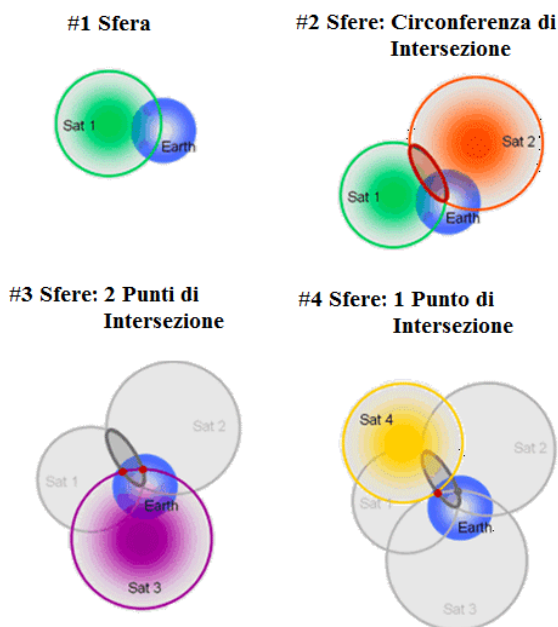 #1 Sfera
Sat 1
Earth
#2 Sfere: Circonferenza di
Intersezione
Sat 2
Sat 1
Earth
#3 Sfere: 2 Punti di
Intersezione
Sat 2
Sat 1
Earth
Sat 3
#4 Sfere: 1 Punto di
Intersezione
Sat 4
Sat 2
Sat 1
Earth
Sat 3